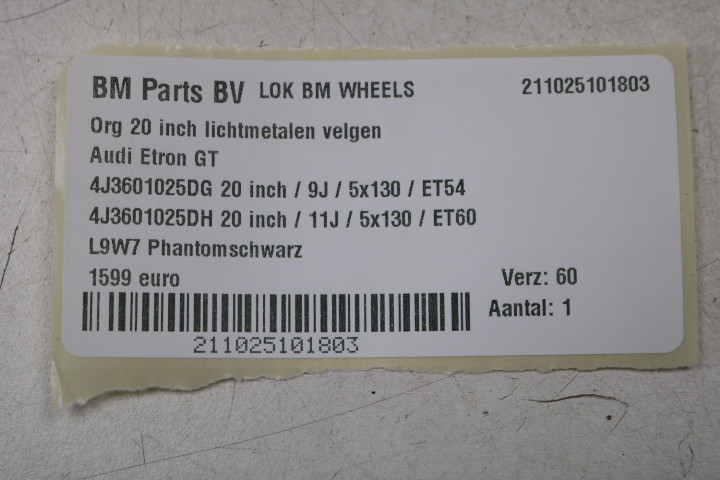 BM Parts BV LOK BM WHEELS 211025101803
Org 20 inch lichtmetalen velgen
Audi Etron GT
4J3601025DG 20 inch / 9J / 5x130 / ET54
4J3601025DH 20 inch / 11J / 5x130 / ET60
L9W7 Phantomschwarz
1599 euro Verz: 60
Aantal: 1
211025101803